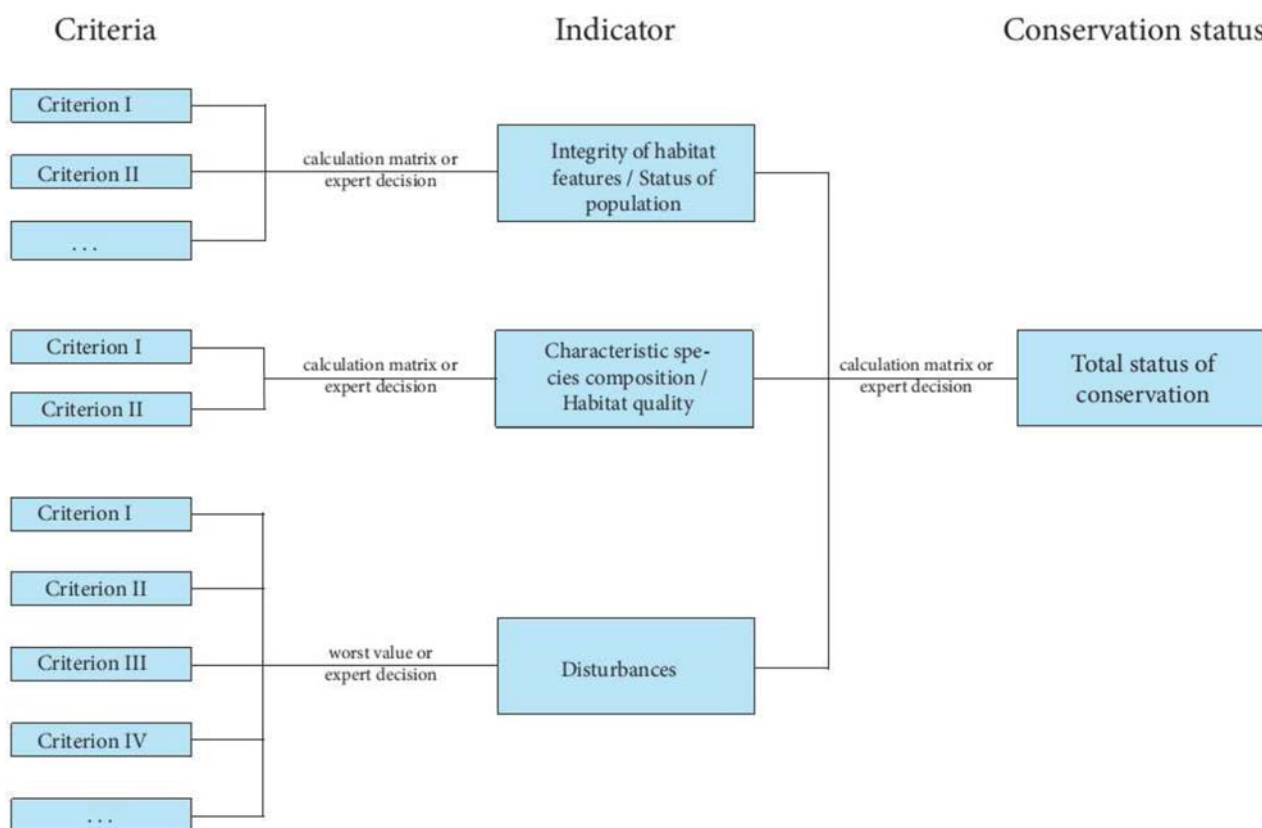 Criteria
Indicator
Conservation status
Criterion I
Criterion II
. . .
calculation matrix or
expert decision
Integrity of habitat
features / Status of
population
Criterion I
Criterion II
calculation matrix or
expert decision
Characteristic spe-
cies composition /
Habitat quality
calculation matrix or
expert decision
Total status of
conservation
Criterion I
Criterion II
Criterion III
Criterion IV
. . .
worst value or
expert decision
Disturbances